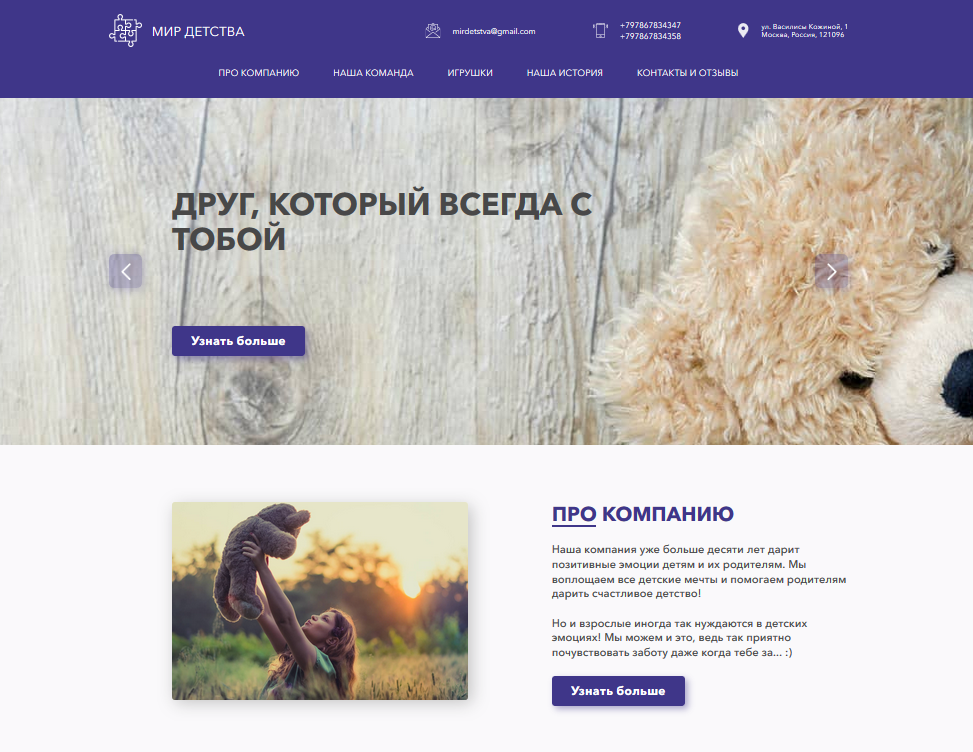 МИР ДЕТСТВА
mirdetstva@gmail.com
+797867834347
+797867834358
ул. Василисы Кожиной, 1
Москва, Россия, 121096
ПРО КОМПАНИЮ
НАША КОМАНДА
ИГРУШКИ
НАША ИСТОРИЯ
КОНТАКТЫ И ОТЗЫВЫ
ДРУГ, КОТОРЫЙ ВСЕГДА С
ТОБОЙ
Узнать больше
ПРО КОМПАНИЮ
Наша компания уже больше десяти лет дарит
позитивные эмоции детям и их родителям. Мы
воплощаем все детские мечты и помогаем родителям
дарить счастливое детство!
Но и взрослые иногда так нуждаются в детских
эмоциях! Мы можем и это, ведь так приятно
почувствовать заботу даже когда тебе за... :)
Узнать больше